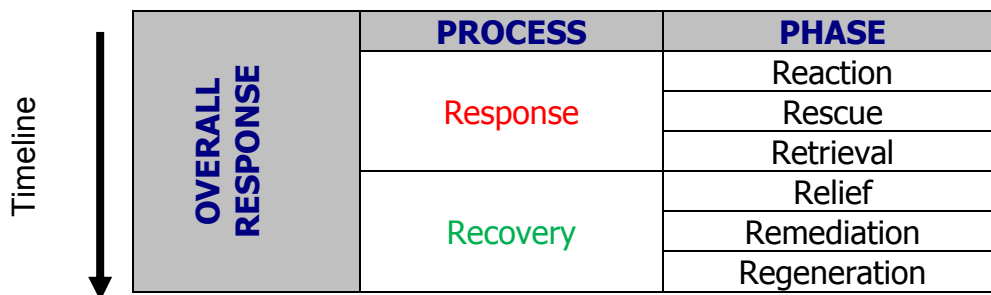 Timeline
OVERALL
RESPONSE
PROCESS
PHASE
Response
Reaction
Rescue
Retrieval
Recovery
Relief
Remediation
Regeneration